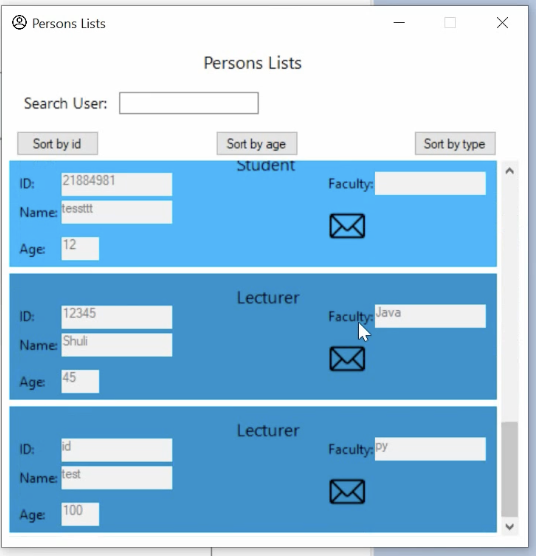 Persons Lists
Persons Lists
Search User:
Sort by id Sort by age Sort by type
Student
ID: 21884981 Faculty:
Name: tessttt
Age: 12
Lecturer
ID: 12345 Faculty: Java
Name: Shuli
Age: 45
Lecturer
ID: id Faculty: py
Name: test
Age: 100